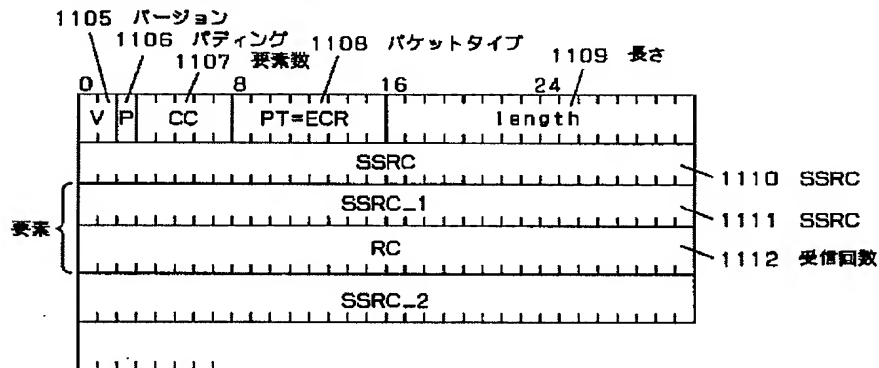 1105 バージョン
1106 パディング
1107 要素数
1108 パケットタイプ
1109 長さ
0 8 16 24
V P CC PT=ECR length
SSRC
1110 SSRC
SSRC_1
1111 SSRC
要素
RC
1112 受信回数
SSRC_2